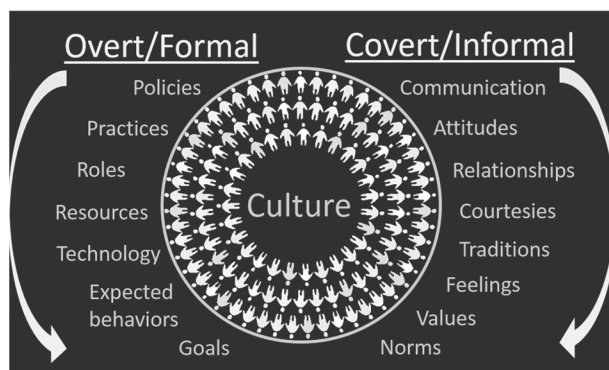 Overt/Formal
Policies
Practices
Roles
Resources
Technology
Expected
behaviors
Goals
Culture
Covert/Informal
Communication
Attitudes
Relationships
Courtesies
Traditions
Feelings
Values
Norms